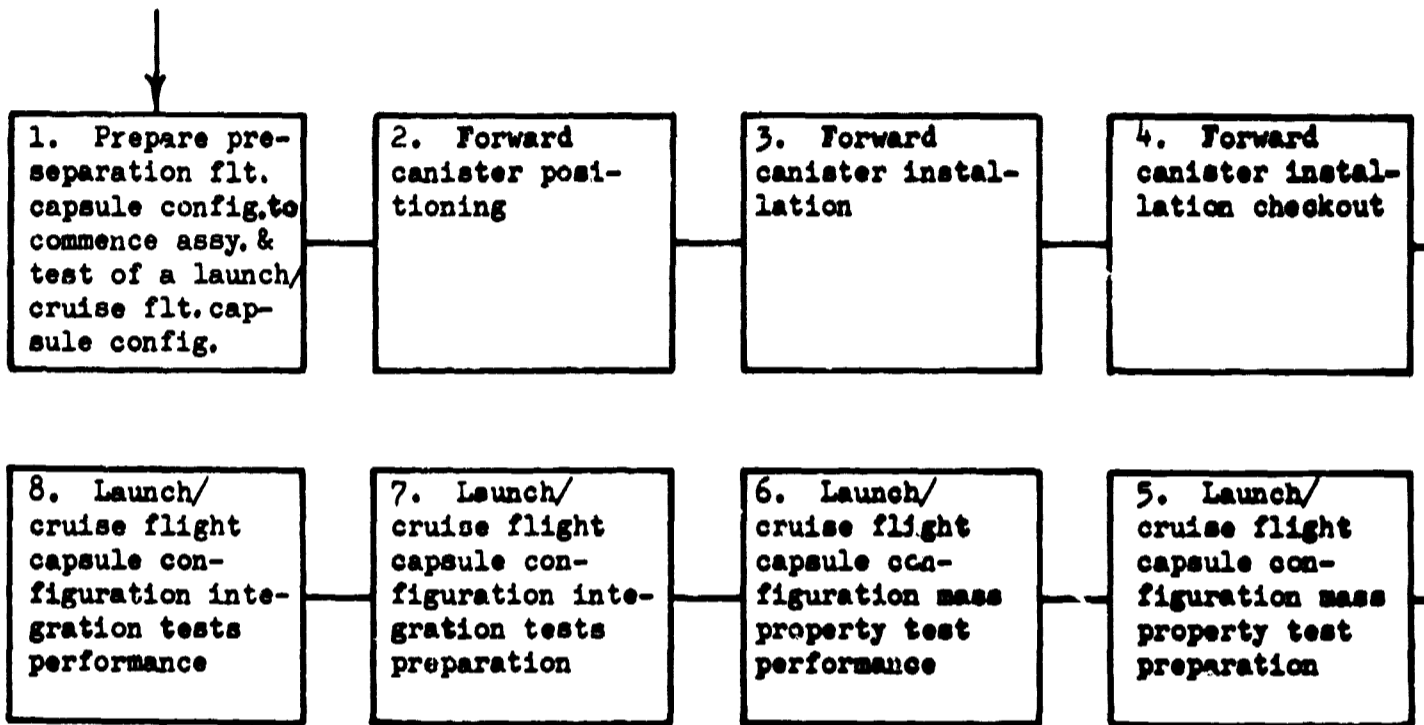 1. Prepare pre-
separation flt.
capsule config.to
commence assy. &
test of a launch/
cruise flt.cap-
sule config.
2. Forward
canister posi-
tioning
3. Forward
canister instal-
lation
4. Forward
canister instal-
lation checkout
8. Launch/
cruise flight
capsule con-
figuration inte-
gration tests
performance
7. Launch/
cruise flight
capsule con-
figuration inte-
gration tests
preparation
6. Launch/
cruise flight
capsule con-
figuration mass
property test
performance
5. Launch/
cruise flight
capsule con-
figuration mass
property test
preparation